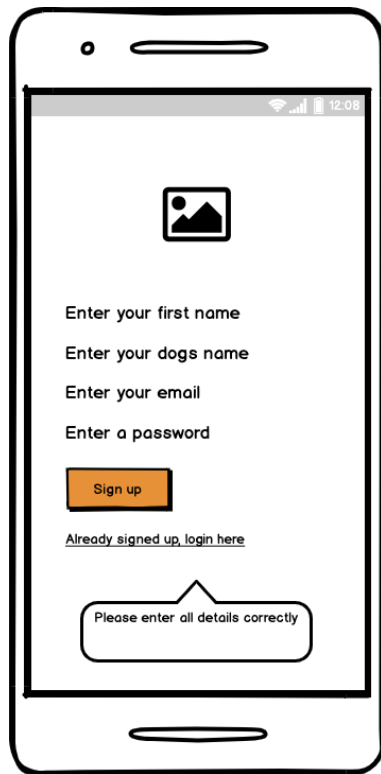 12:08
Enter your first name
Enter your dogs name
Enter your email
Enter a password
Sign up
Already signed up, login here
Please enter all details correctly